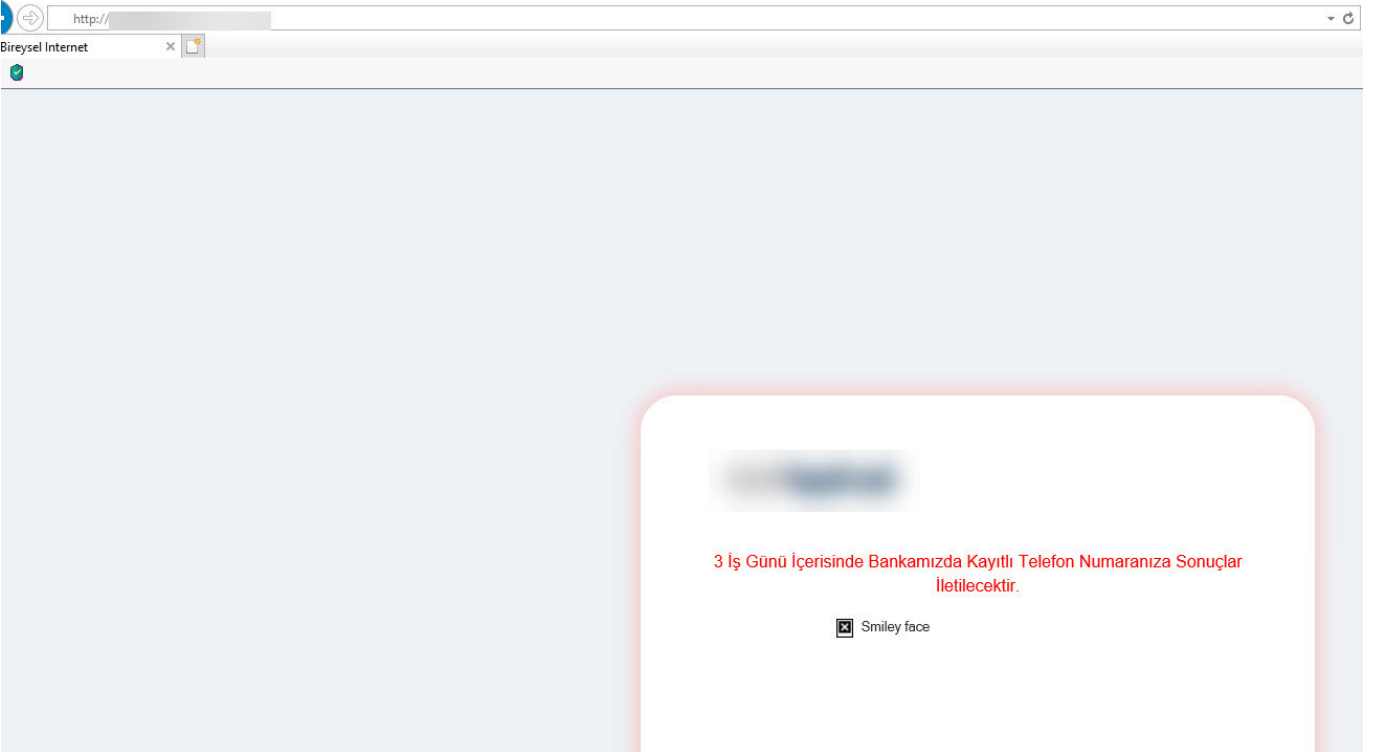 http://
Bireysel Internet
3 İş Günü İçerisinde Bankamızda Kayıtlı Telefon Numaranıza Sonuçlar
İletilecektir.
Smiley face